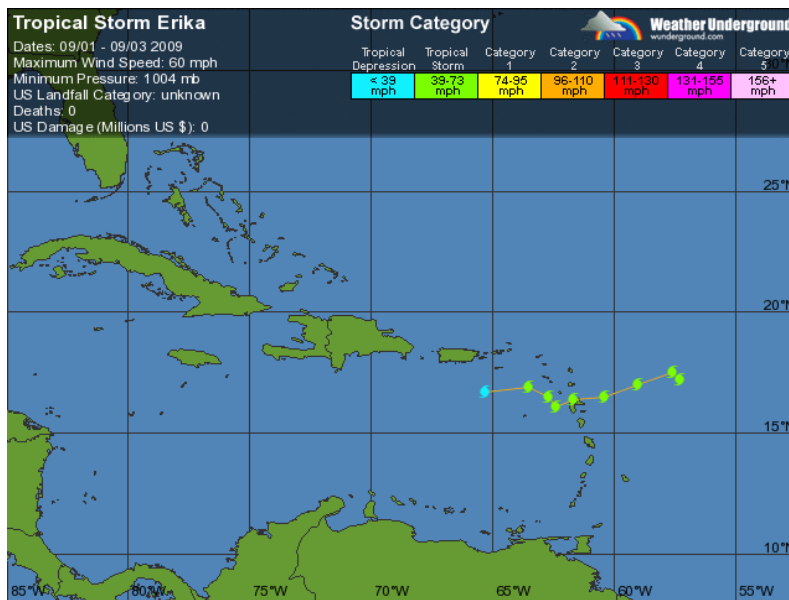 Tropical Storm Erika
Dates: 09/01 - 09/03 2009
Maximum Wind Speed: 60 mph
Minimum Pressure: 1004 mb
US Landfall Category: unknown
Deaths: 0
US Damage (Millions US $): 0
Storm Category
Weather Underground
wunderground.com
Tropical Depression
< 39 mph
Tropical Storm
39-73 mph
Category 1
74-95 mph
Category 2
96-110 mph
Category 3
111-130 mph
Category 4
131-155 mph
Category 5
156+ mph
25°N
20°N
15°N
10°N
85°W 80°W 75°W 70°W 65°W 60°W 55°W